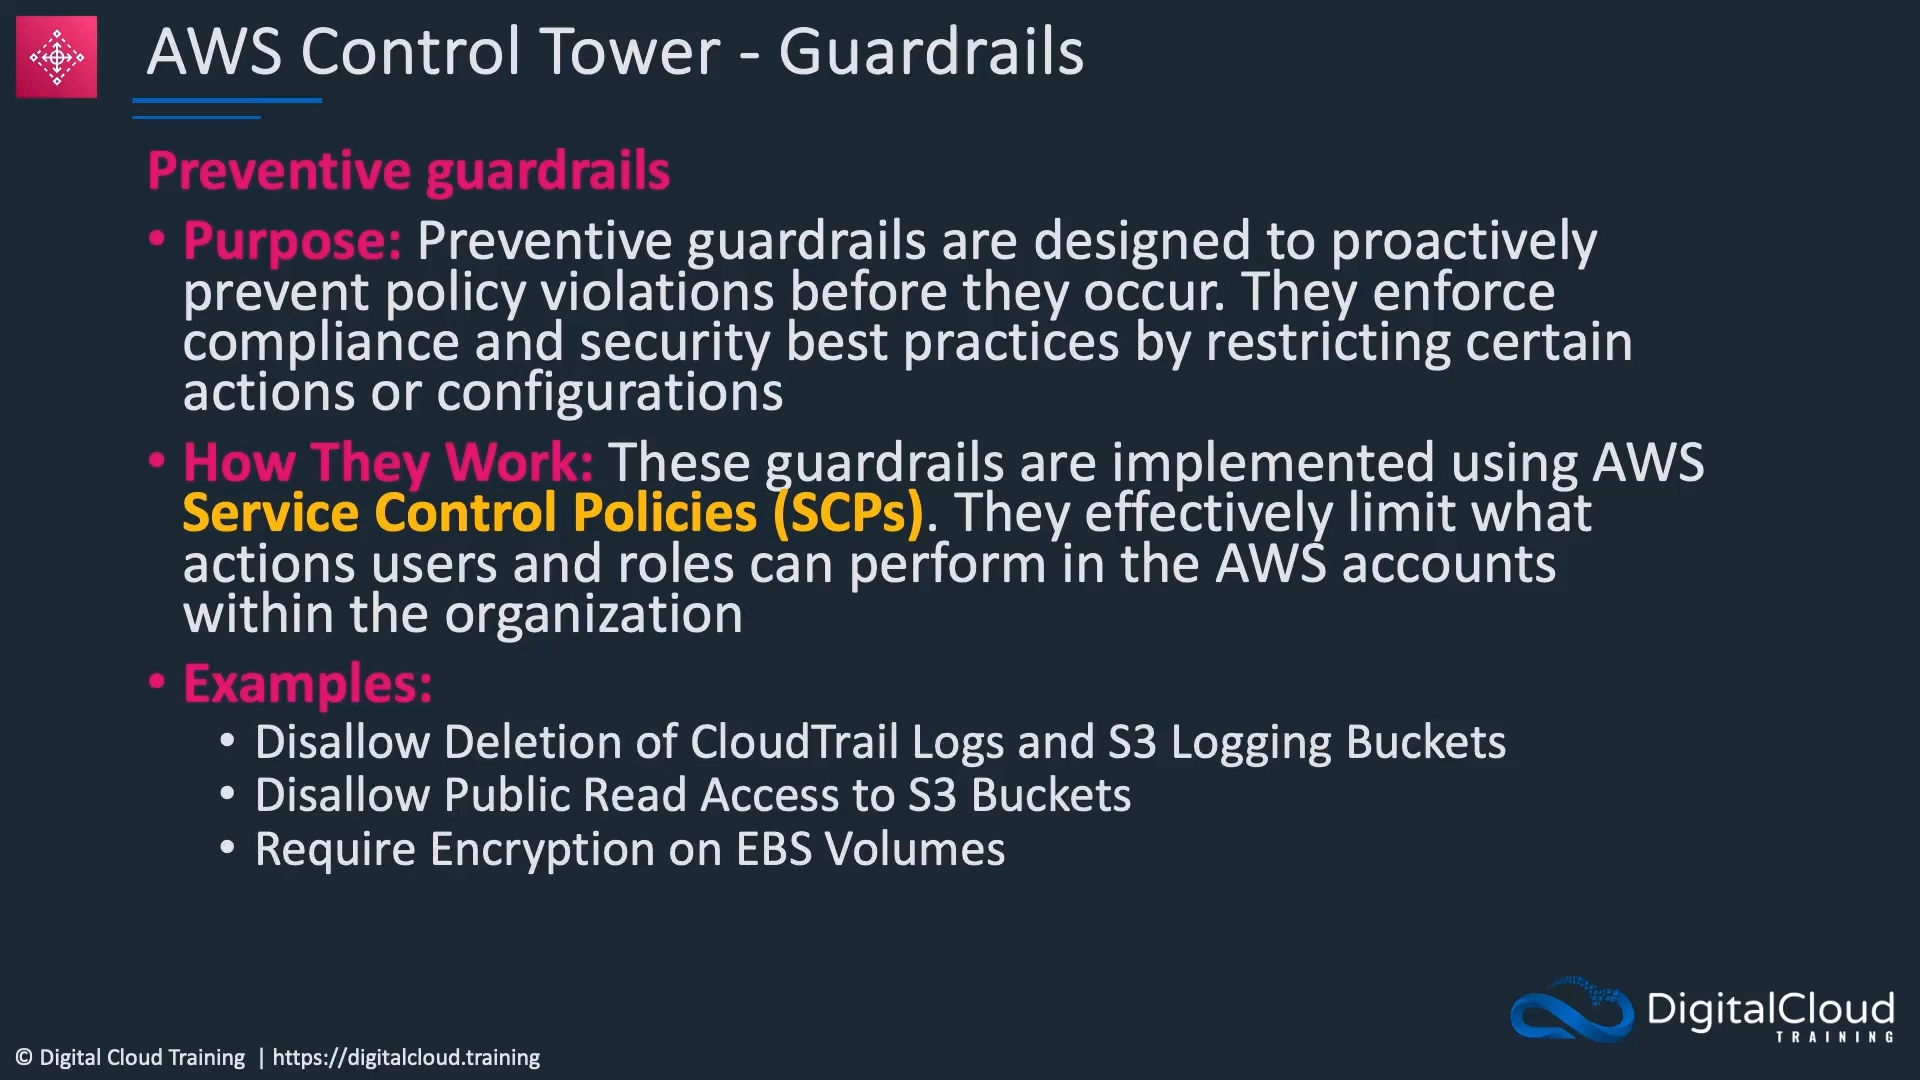 AWS Control Tower - Guardrails
Preventive guardrails
• Purpose: Preventive guardrails are designed to proactively
prevent policy violations before they occur. They enforce
compliance and security best practices by restricting certain
actions or configurations
• How They Work: These guardrails are implemented using AWS
Service Control Policies (SCPs). They effectively limit what
actions users and roles can perform in the AWS accounts
within the organization
• Examples:
• Disallow Deletion of CloudTrail Logs and S3 Logging Buckets
• Disallow Public Read Access to S3 Buckets
• Require Encryption on EBS Volumes
DigitalCloud
TRAINING
© Digital Cloud Training | https://digitalcloud.training